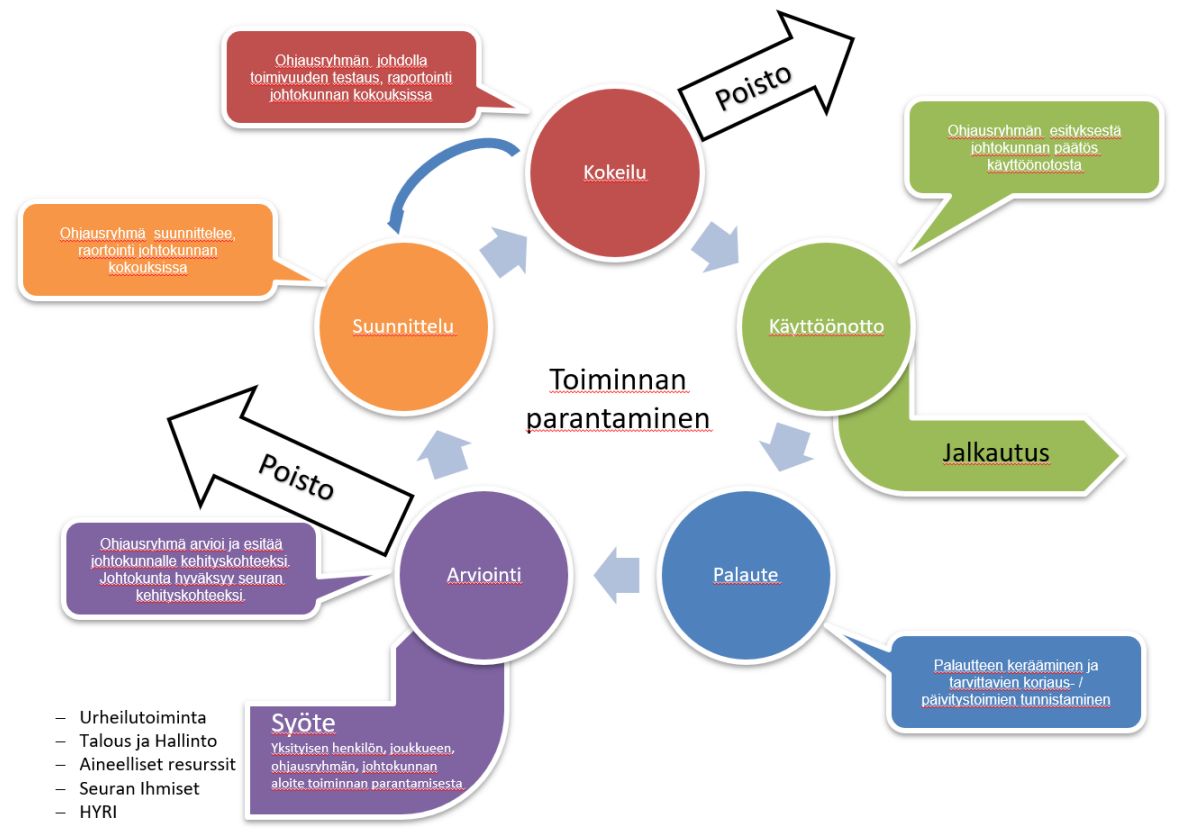 Ohjausryhmän  johdolla
toimivuuden testaus, raportointi
johtokunnan kokouksissa
Poisto
Kokeilu
Ohjausryhmän  esityksestä
johtokunnan päätös
käyttöönotosta
Ohjausryhmä  suunnittelee,
raortointi johtokunnan
kokouksissa
Suunnittelu
Käyttöönotto
Toiminnan
parantaminen
Jalkautus
Poisto
Ohjausryhmä arvioi ja esitää
johtokunnalle kehityskohteeksi.
Johtokunta hyväksyy seuran
kehityskohteeksi.
Arviointi
Palaute
Palautteen kerääminen ja
tarvittavien korjaus- /
päivitystoimien tunnistaminen
Syöte
Yksityisen henkilön, joukkueen,
ohjausryhmän, johtokunnan
aloite toiminnan parantamisesta
– Urheilutoiminta
– Talous ja Hallinto
– Aineelliset resurssit
– Seuran Ihmiset
– HYRI